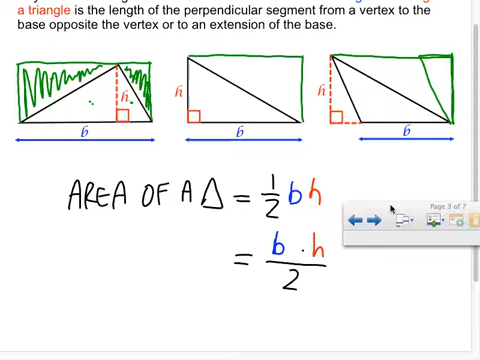 a triangle is the length of the perpendicular segment from a vertex to the
base opposite the vertex or to an extension of the base.
h h h
b b b
AREA OF A △ = 1/2 bh
= b · h / 2
Page 3 of 7